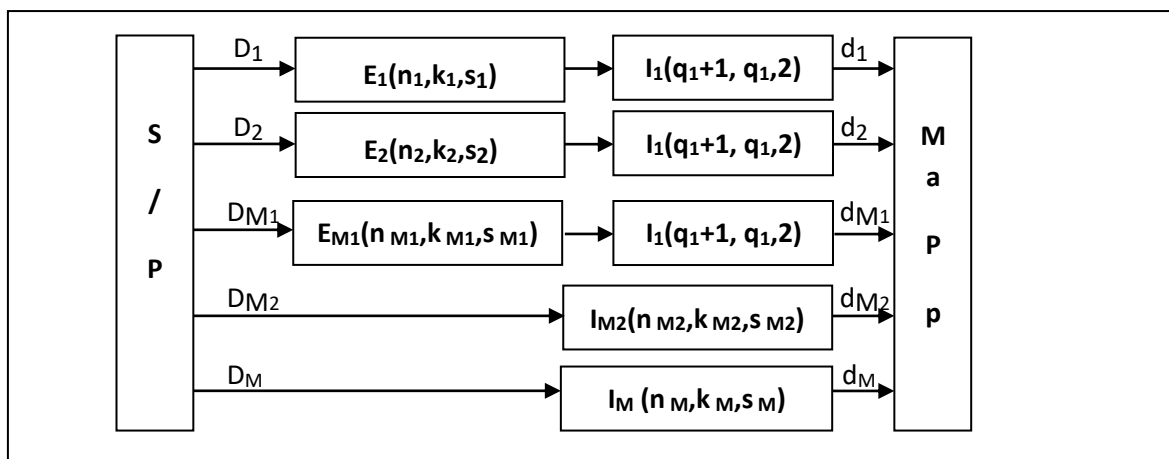 S
/
P
D1
E1(n1,k1,s1)
I1(q1+1, q1,2)
d1
D2
E2(n2,k2,s2)
I1(q1+1, q1,2)
d2
DM1
EM1(n M1,k M1,s M1)
I1(q1+1, q1,2)
dM1
DM2
IM2(n M2,k M2,s M2)
dM2
DM
IM (n M,k M,s M)
dM
M
a
P
p